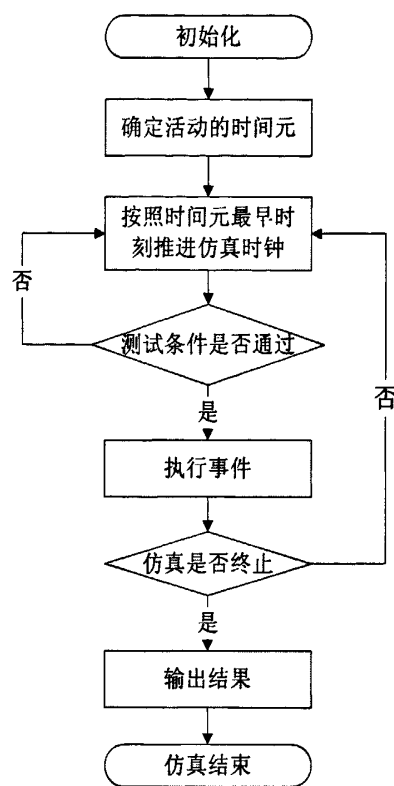 初始化
确定活动的时间元
按照时间元最早时
刻推进仿真时钟
否
测试条件是否通过
否
是
执行事件
仿真是否终止
是
输出结果
仿真结束